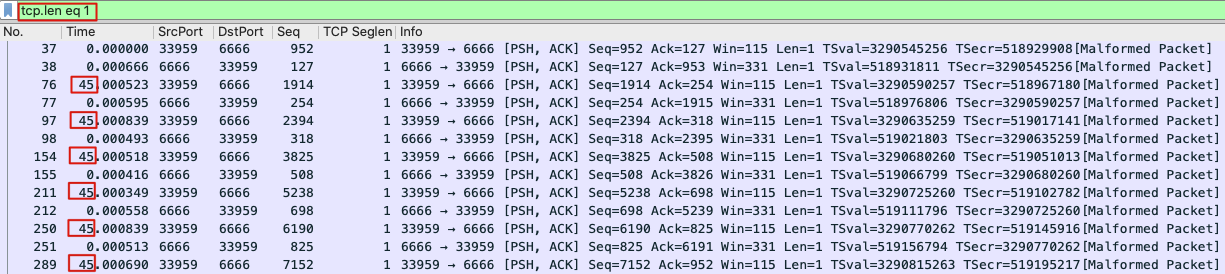 tcp.len eq 1
No. Time SrcPort DstPort Seq TCP Seglen Info
37 0.000000 33959 6666 952 1 33959 → 6666 [PSH, ACK] Seq=952 Ack=127 Win=115 Len=1 TSval=3290545256 TSecr=518929908[Malformed Packet]
38 0.000666 6666 33959 127 1 6666 → 33959 [PSH, ACK] Seq=127 Ack=953 Win=331 Len=1 TSval=518931811 TSecr=3290545256[Malformed Packet]
76 45.000523 33959 6666 1914 1 33959 → 6666 [PSH, ACK] Seq=1914 Ack=254 Win=115 Len=1 TSval=3290590257 TSecr=518967180[Malformed Packet]
77 0.000595 6666 33959 254 1 6666 → 33959 [PSH, ACK] Seq=254 Ack=1915 Win=331 Len=1 TSval=518976806 TSecr=3290590257[Malformed Packet]
97 45.000839 33959 6666 2394 1 33959 → 6666 [PSH, ACK] Seq=2394 Ack=318 Win=115 Len=1 TSval=3290635259 TSecr=519017141[Malformed Packet]
98 0.000493 6666 33959 318 1 6666 → 33959 [PSH, ACK] Seq=318 Ack=2395 Win=331 Len=1 TSval=519021803 TSecr=3290635259[Malformed Packet]
154 45.000518 33959 6666 3825 1 33959 → 6666 [PSH, ACK] Seq=3825 Ack=508 Win=115 Len=1 TSval=3290680260 TSecr=519051013[Malformed Packet]
155 0.000416 6666 33959 508 1 6666 → 33959 [PSH, ACK] Seq=508 Ack=3826 Win=331 Len=1 TSval=519066799 TSecr=3290680260[Malformed Packet]
211 45.000349 33959 6666 5238 1 33959 → 6666 [PSH, ACK] Seq=5238 Ack=698 Win=115 Len=1 TSval=3290725260 TSecr=519102782[Malformed Packet]
212 0.000558 6666 33959 698 1 6666 → 33959 [PSH, ACK] Seq=698 Ack=5239 Win=331 Len=1 TSval=519111796 TSecr=3290725260[Malformed Packet]
250 45.000839 33959 6666 6190 1 33959 → 6666 [PSH, ACK] Seq=6190 Ack=825 Win=115 Len=1 TSval=3290770262 TSecr=519145916[Malformed Packet]
251 0.000513 6666 33959 825 1 6666 → 33959 [PSH, ACK] Seq=825 Ack=6191 Win=331 Len=1 TSval=519156794 TSecr=3290770262[Malformed Packet]
289 45.000690 33959 6666 7152 1 33959 → 6666 [PSH, ACK] Seq=7152 Ack=952 Win=115 Len=1 TSval=3290815263 TSecr=519195217[Malformed Packet]